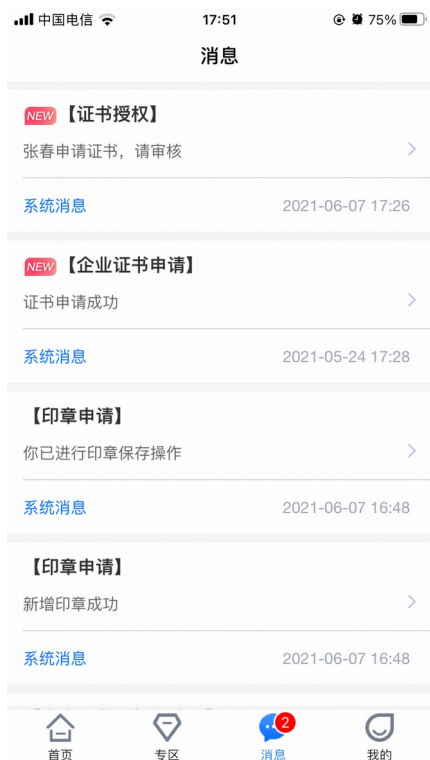 中国电信
17:51
75%
消息
NEW 【证书授权】
张春申请证书，请审核
系统消息
2021-06-07 17:26
NEW 【企业证书申请】
证书申请成功
系统消息
2021-05-24 17:28
【印章申请】
你已进行印章保存操作
系统消息
2021-06-07 16:48
【印章申请】
新增印章成功
系统消息
2021-06-07 16:48
2
首页
专区
消息
我的